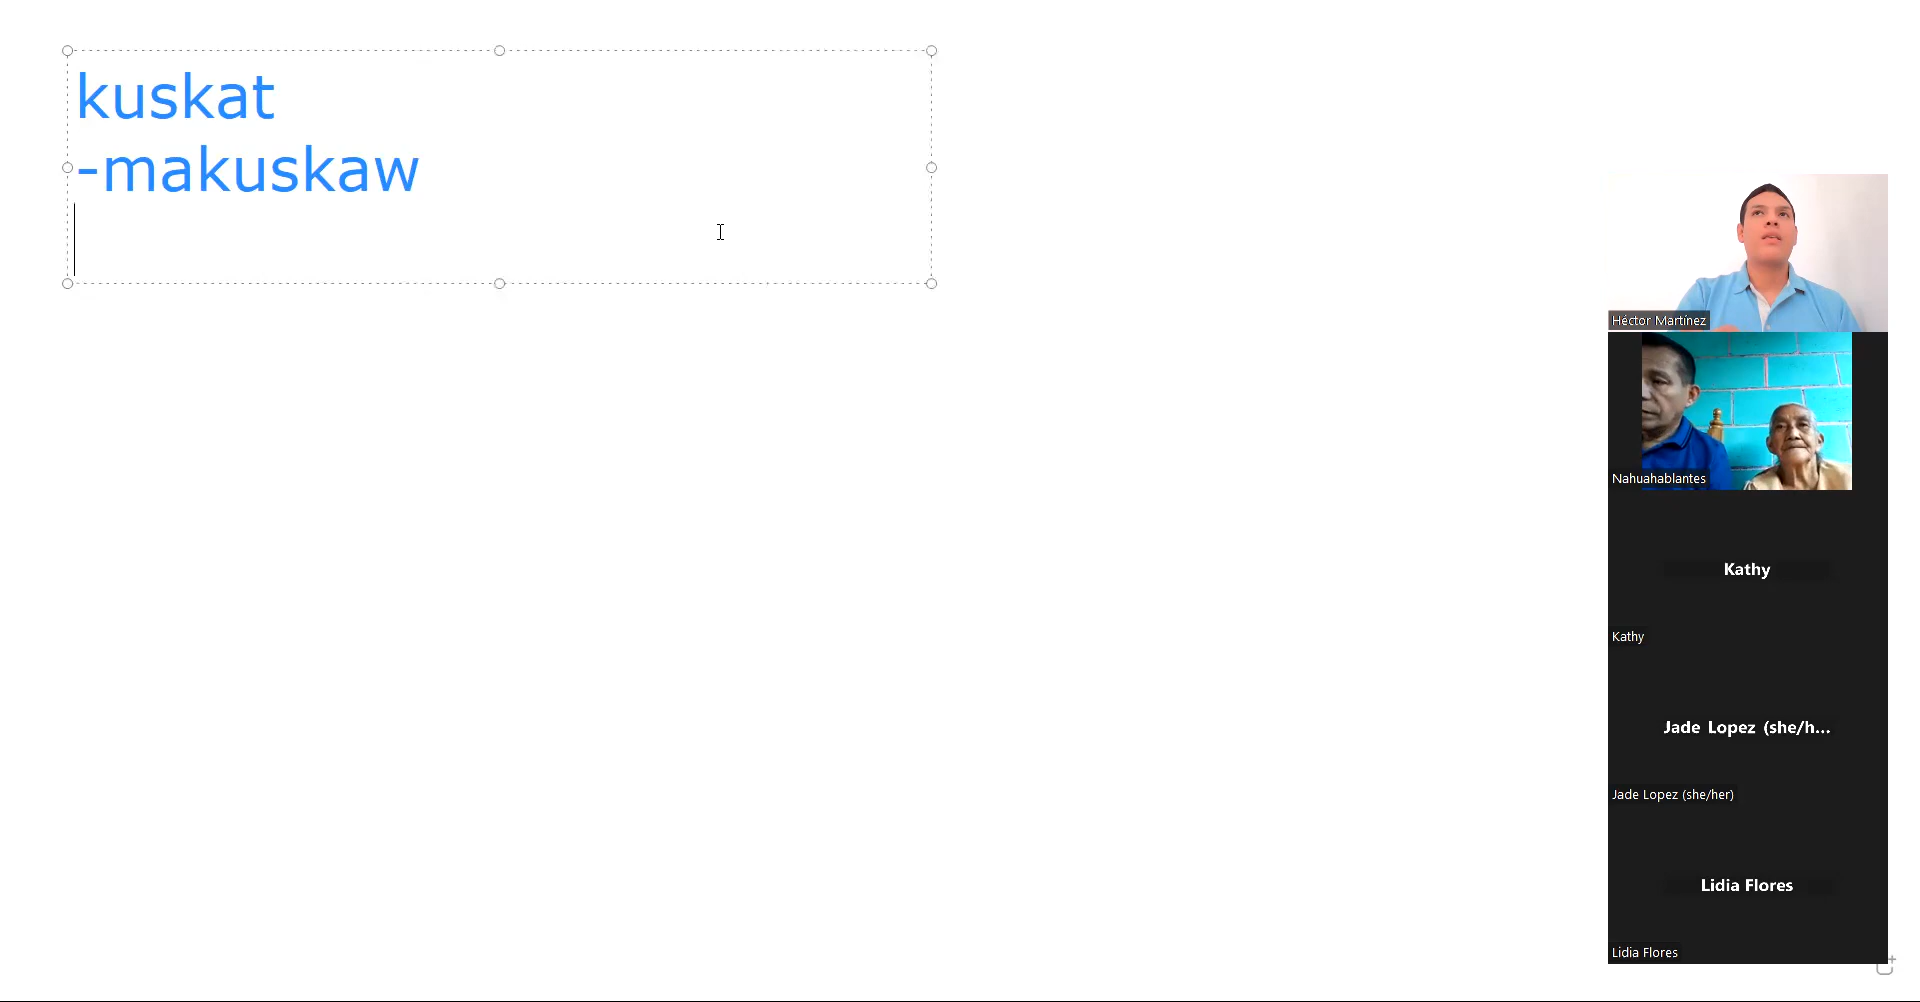 kuskat
-makuskaw
Héctor Martínez
Nahuahablantes
Kathy
Kathy
Jade Lopez (she/h...
Jade Lopez (she/her)
Lidia Flores
Lidia Flores